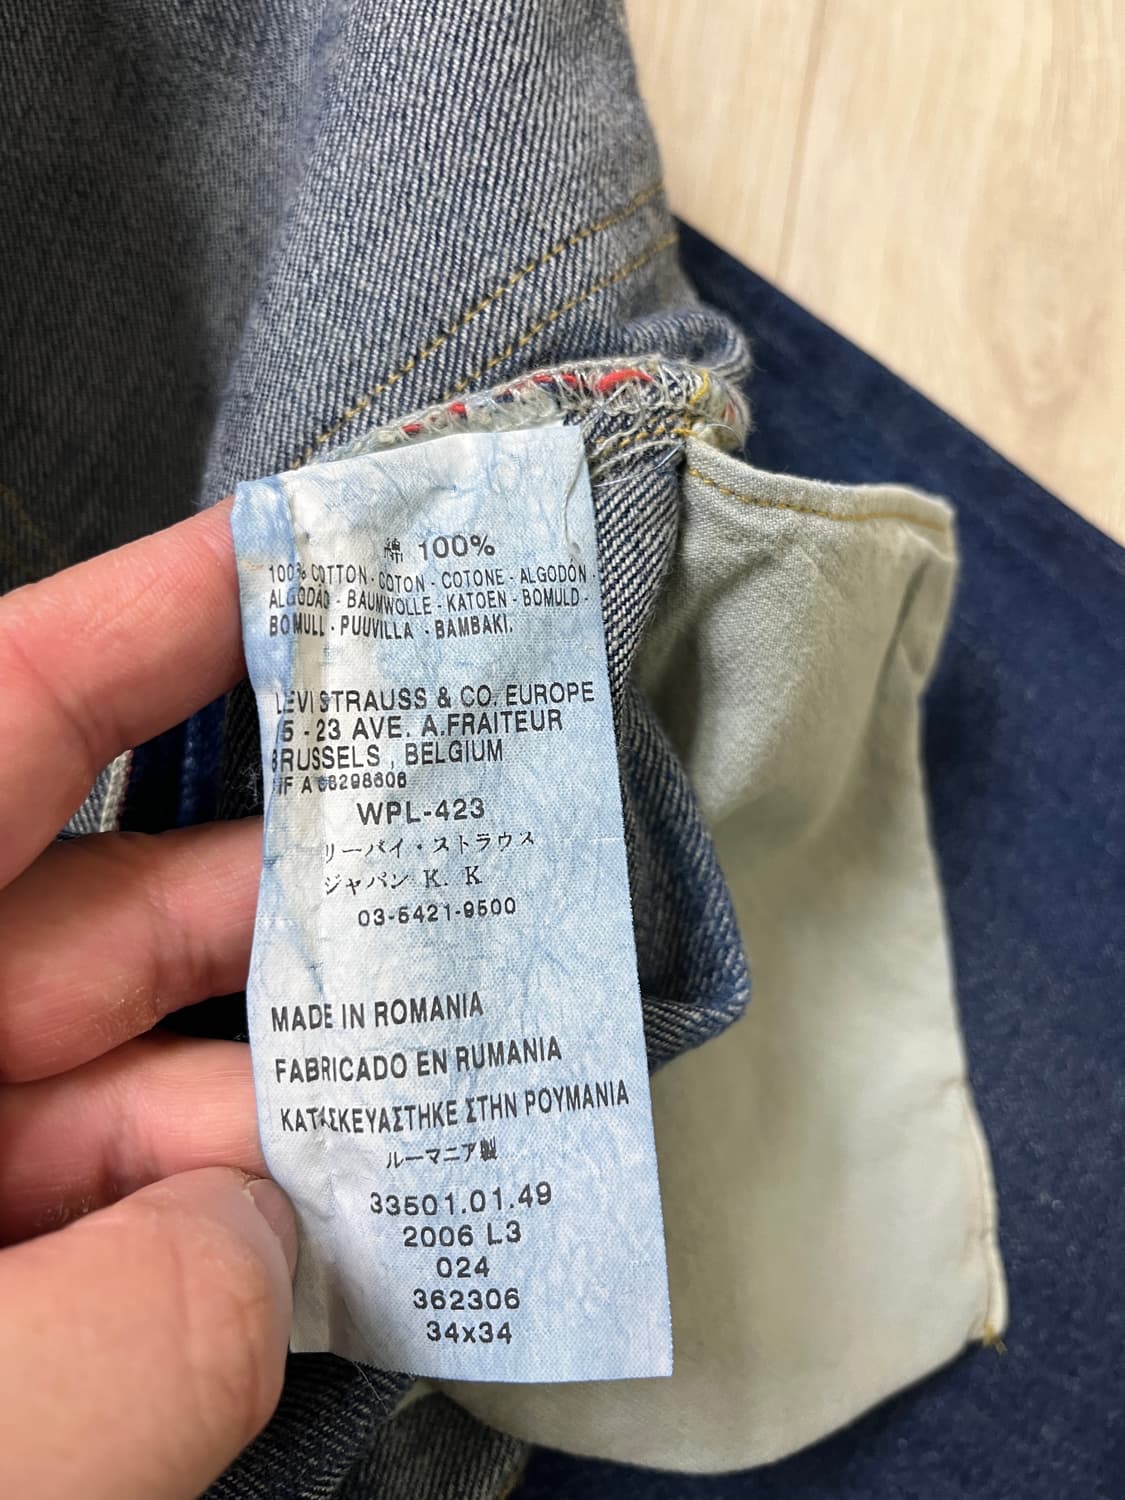 綿 100%
100% COTTON - COTON - COTONE - ALGODÓN -
ALGODÃO - BAUMWOLLE - KATOEN - BOMULD -
BOMULL - PUUVILLA - BAMBAKI.
LEVI STRAUSS & CO. EUROPE
15 - 23 AVE. A.FRAITEUR
BRUSSELS , BELGIUM
NIF A 08298608
WPL-423
リーバイ・ストラウス
ジャパン K. K
03-5421-9500
MADE IN ROMANIA
FABRICADO EN RUMANIA
ΚΑΤΑΣΚΕΥΑΣΤΗΚΕ ΣΤΗΝ ΡΟΥΜΑΝΙΑ
ルーマニア製
33501.01.49
2006 L3
024
362306
34x34